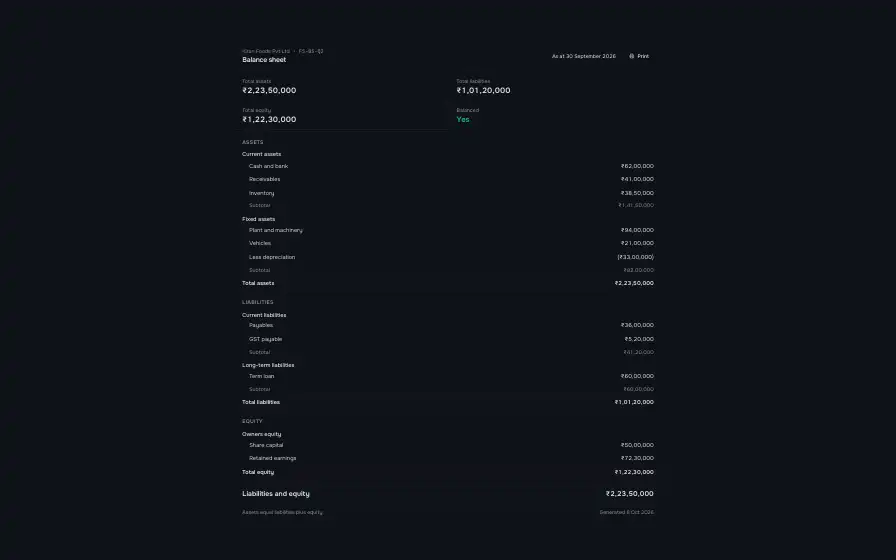 Kiran Foods Pvt Ltd · FS-BS-Q2
Balance sheet
As at 30 September 2026
Print
Total assets
₹2,23,50,000
Total liabilities
₹1,01,20,000
Total equity
₹1,22,30,000
Balanced
Yes
ASSETS
Current assets
Cash and bank ₹62,00,000
Receivables ₹41,00,000
Inventory ₹38,50,000
Subtotal ₹1,41,50,000
Fixed assets
Plant and machinery ₹94,00,000
Vehicles ₹21,00,000
Less depreciation (₹33,00,000)
Subtotal ₹82,00,000
Total assets ₹2,23,50,000
LIABILITIES
Current liabilities
Payables ₹36,00,000
GST payable ₹5,20,000
Subtotal ₹41,20,000
Long-term liabilities
Term loan ₹60,00,000
Subtotal ₹60,00,000
Total liabilities ₹1,01,20,000
EQUITY
Owners equity
Share capital ₹50,00,000
Retained earnings ₹72,30,000
Total equity ₹1,22,30,000
Liabilities and equity ₹2,23,50,000
Assets equal liabilities plus equity
Generated 8 Oct 2026